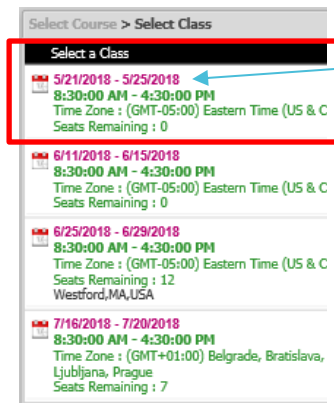 Select Course > Select Class
Select a Class
5/21/2018 - 5/25/2018
8:30:00 AM - 4:30:00 PM
Time Zone : (GMT-05:00) Eastern Time (US & C
Seats Remaining : 0
6/11/2018 - 6/15/2018
8:30:00 AM - 4:30:00 PM
Time Zone : (GMT-05:00) Eastern Time (US & C
Seats Remaining : 0
6/25/2018 - 6/29/2018
8:30:00 AM - 4:30:00 PM
Time Zone : (GMT-05:00) Eastern Time (US & C
Seats Remaining : 12
Westford,MA,USA
7/16/2018 - 7/20/2018
8:30:00 AM - 4:30:00 PM
Time Zone : (GMT+01:00) Belgrade, Bratislava,
Ljubljana, Prague
Seats Remaining : 7